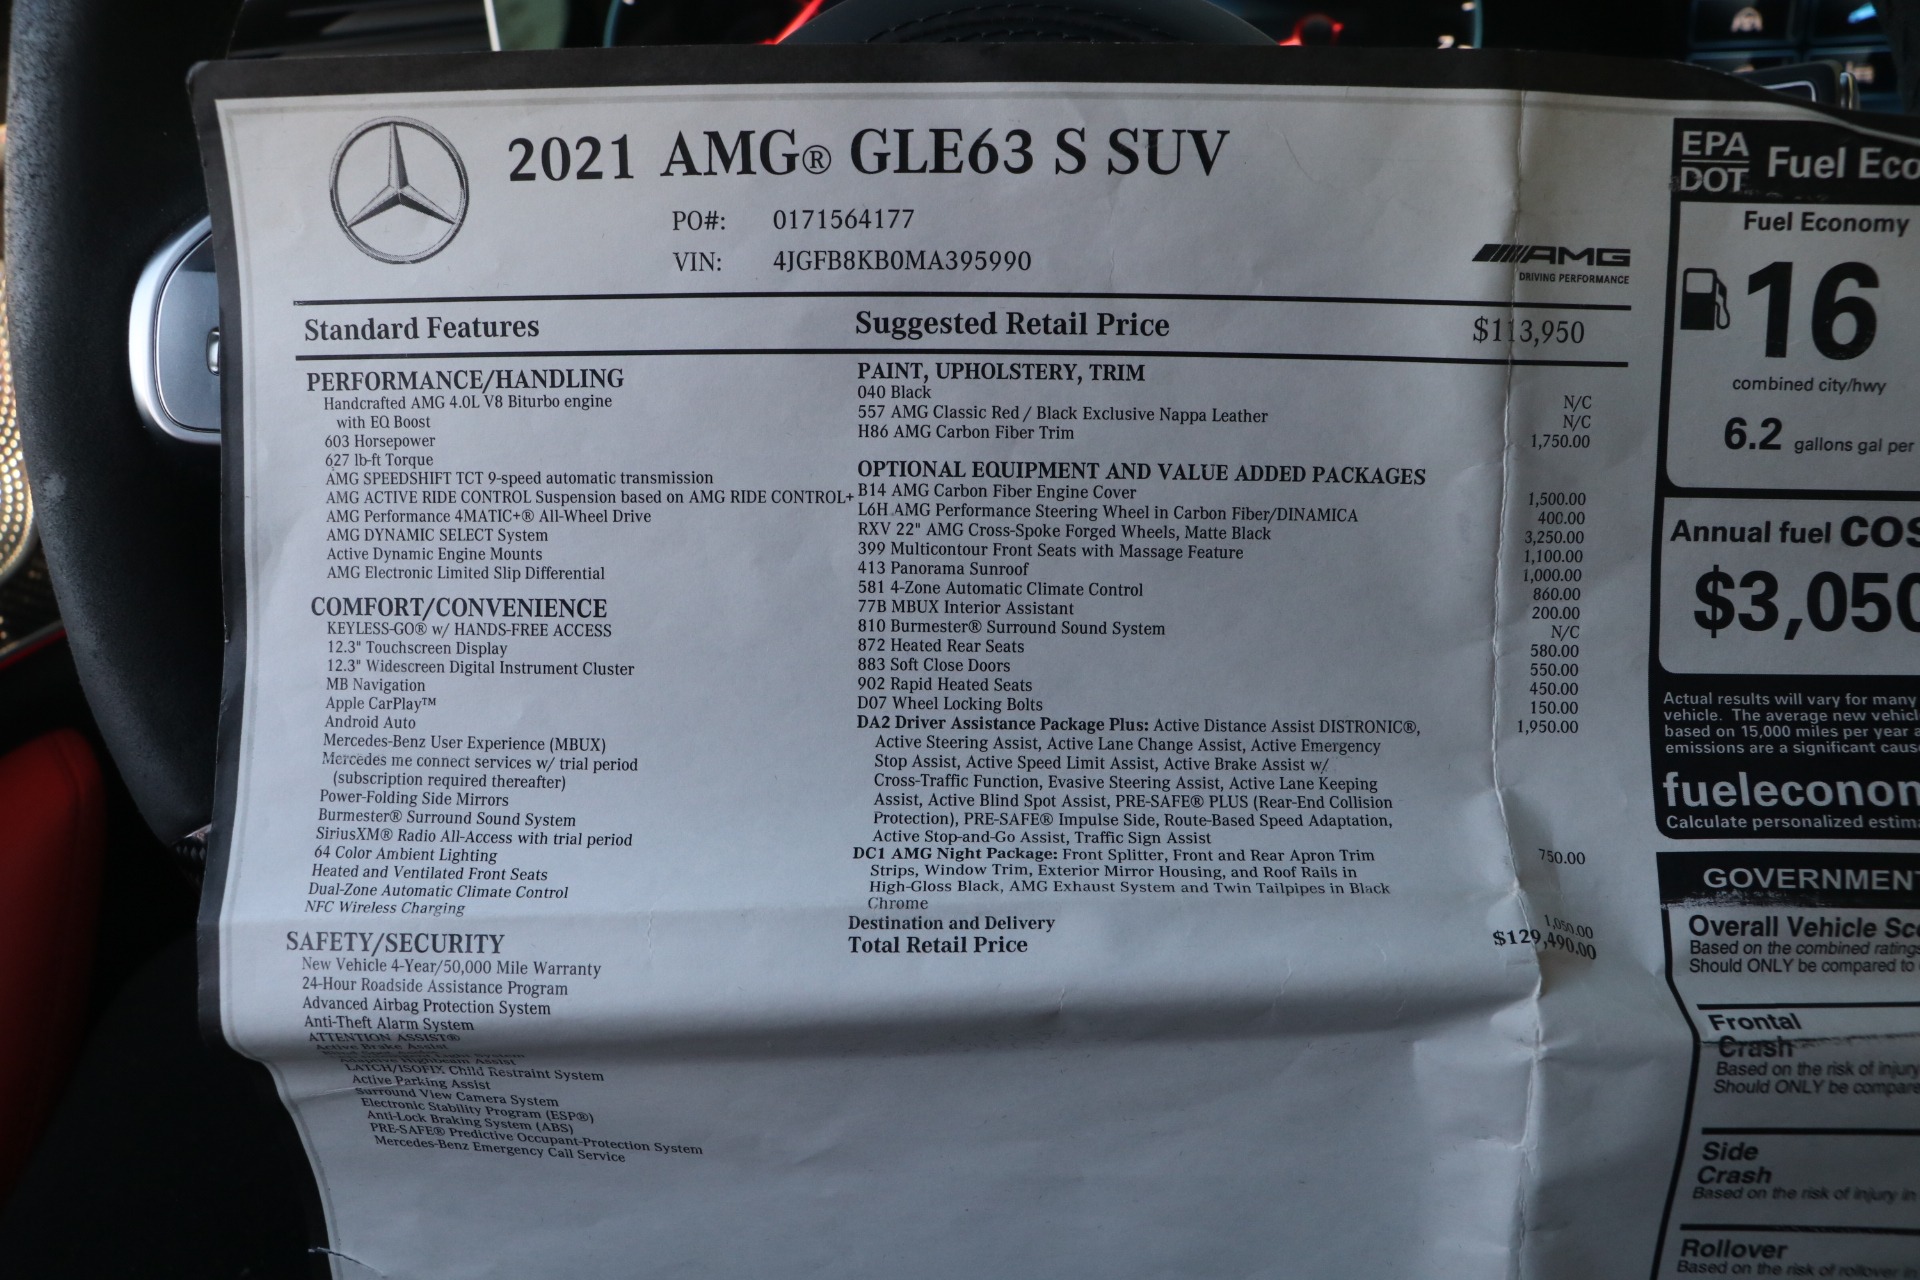 2021 AMG® GLE63 S SUV
PO#: 0171564177
VIN: 4JGFB8KB0MA395990
AMG
DRIVING PERFORMANCE
Standard Features
Suggested Retail Price $113,950
PERFORMANCE/HANDLING
Handcrafted AMG 4.0L V8 Biturbo engine
with EQ Boost
603 Horsepower
627 lb-ft Torque
AMG SPEEDSHIFT TCT 9-speed automatic transmission
AMG ACTIVE RIDE CONTROL Suspension based on AMG RIDE CONTROL+
AMG Performance 4MATIC+® All-Wheel Drive
AMG DYNAMIC SELECT System
Active Dynamic Engine Mounts
AMG Electronic Limited Slip Differential
COMFORT/CONVENIENCE
KEYLESS-GO® w/ HANDS-FREE ACCESS
12.3" Touchscreen Display
12.3" Widescreen Digital Instrument Cluster
MB Navigation
Apple CarPlay™
Android Auto
Mercedes-Benz User Experience (MBUX)
Mercedes me connect services w/ trial period
(subscription required thereafter)
Power-Folding Side Mirrors
Burmester® Surround Sound System
SiriusXM® Radio All-Access with trial period
64 Color Ambient Lighting
Heated and Ventilated Front Seats
Dual-Zone Automatic Climate Control
NFC Wireless Charging
SAFETY/SECURITY
New Vehicle 4-Year/50,000 Mile Warranty
24-Hour Roadside Assistance Program
Advanced Airbag Protection System
Anti-Theft Alarm System
ATTENTION ASSIST®
Active Brake Assist
Adaptive Highbeam Assist
LATCH/ISOFIX Child Restraint System
Active Parking Assist
Surround View Camera System
Electronic Stability Program (ESP®)
Anti-Lock Braking System (ABS)
PRE-SAFE® Predictive Occupant-Protection System
Mercedes-Benz Emergency Call Service
PAINT, UPHOLSTERY, TRIM
040 Black N/C
557 AMG Classic Red / Black Exclusive Nappa Leather N/C
H86 AMG Carbon Fiber Trim 1,750.00
OPTIONAL EQUIPMENT AND VALUE ADDED PACKAGES
B14 AMG Carbon Fiber Engine Cover 1,500.00
L6H AMG Performance Steering Wheel in Carbon Fiber/DINAMICA 400.00
RXV 22" AMG Cross-Spoke Forged Wheels, Matte Black 3,250.00
399 Multicontour Front Seats with Massage Feature 1,100.00
413 Panorama Sunroof 1,000.00
581 4-Zone Automatic Climate Control 860.00
77B MBUX Interior Assistant 200.00
810 Burmester® Surround Sound System N/C
872 Heated Rear Seats 580.00
883 Soft Close Doors 550.00
902 Rapid Heated Seats 450.00
D07 Wheel Locking Bolts 150.00
DA2 Driver Assistance Package Plus: Active Distance Assist DISTRONIC®, 1,950.00
Active Steering Assist, Active Lane Change Assist, Active Emergency
Stop Assist, Active Speed Limit Assist, Active Brake Assist w/
Cross-Traffic Function, Evasive Steering Assist, Active Lane Keeping
Assist, Active Blind Spot Assist, PRE-SAFE® PLUS (Rear-End Collision
Protection), PRE-SAFE® Impulse Side, Route-Based Speed Adaptation,
Active Stop-and-Go Assist, Traffic Sign Assist
DC1 AMG Night Package: Front Splitter, Front and Rear Apron Trim 750.00
Strips, Window Trim, Exterior Mirror Housing, and Roof Rails in
High-Gloss Black, AMG Exhaust System and Twin Tailpipes in Black
Chrome
Destination and Delivery 1,050.00
Total Retail Price $129,490.00
EPA
DOT Fuel Eco
Fuel Economy
16
combined city/hwy
6.2 gallons gal per
Annual fuel COS
$3,050
Actual results will vary for many
vehicle. The average new vehicl
based on 15,000 miles per year a
emissions are a significant cause
fueleconom
Calculate personalized estima
GOVERNMENT
Overall Vehicle Sco
Based on the combined ratings
Should ONLY be compared to
Frontal
Crash
Based on the risk of injury
Should ONLY be compare
Side
Crash
Based on the risk of injury in
Rollover
Based on the risk of rollover in